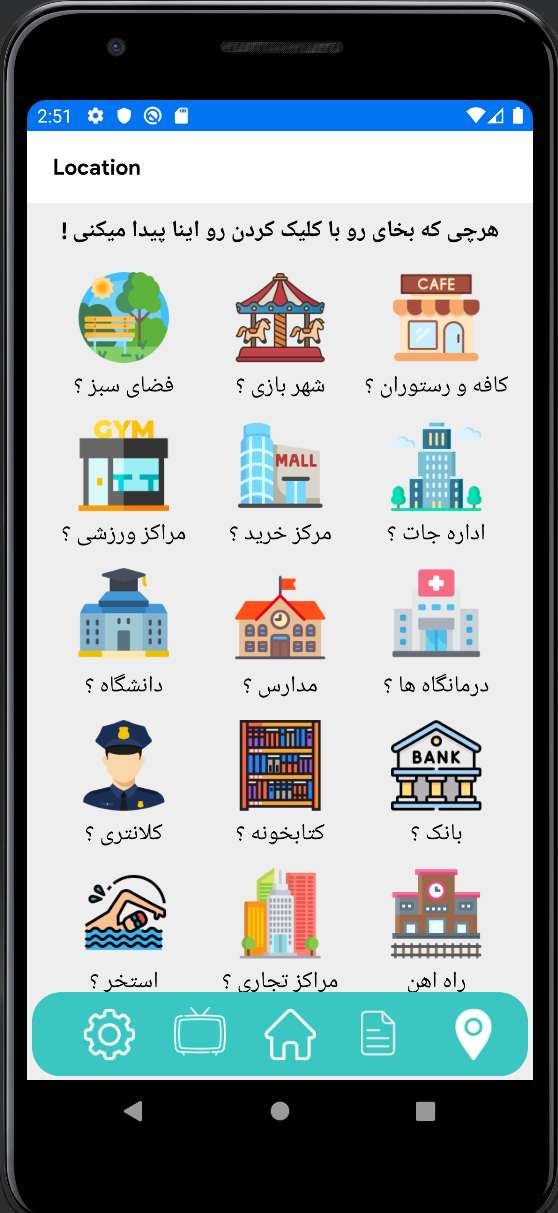 2:51
Location
هرچی که بخای رو با کلیک کردن رو اینا پیدا میکنی !
CAFE
کافه و رستوران ؟
شهر بازی ؟
فضای سبز ؟
MALL
GYM
اداره جات ؟
مرکز خرید ؟
مراکز ورزشی ؟
درمانگاه ها ؟
مدارس ؟
دانشگاه ؟
BANK
بانک ؟
کتابخونه ؟
کلانتری ؟
راه اهن
مراکز تجاری ؟
استخر ؟